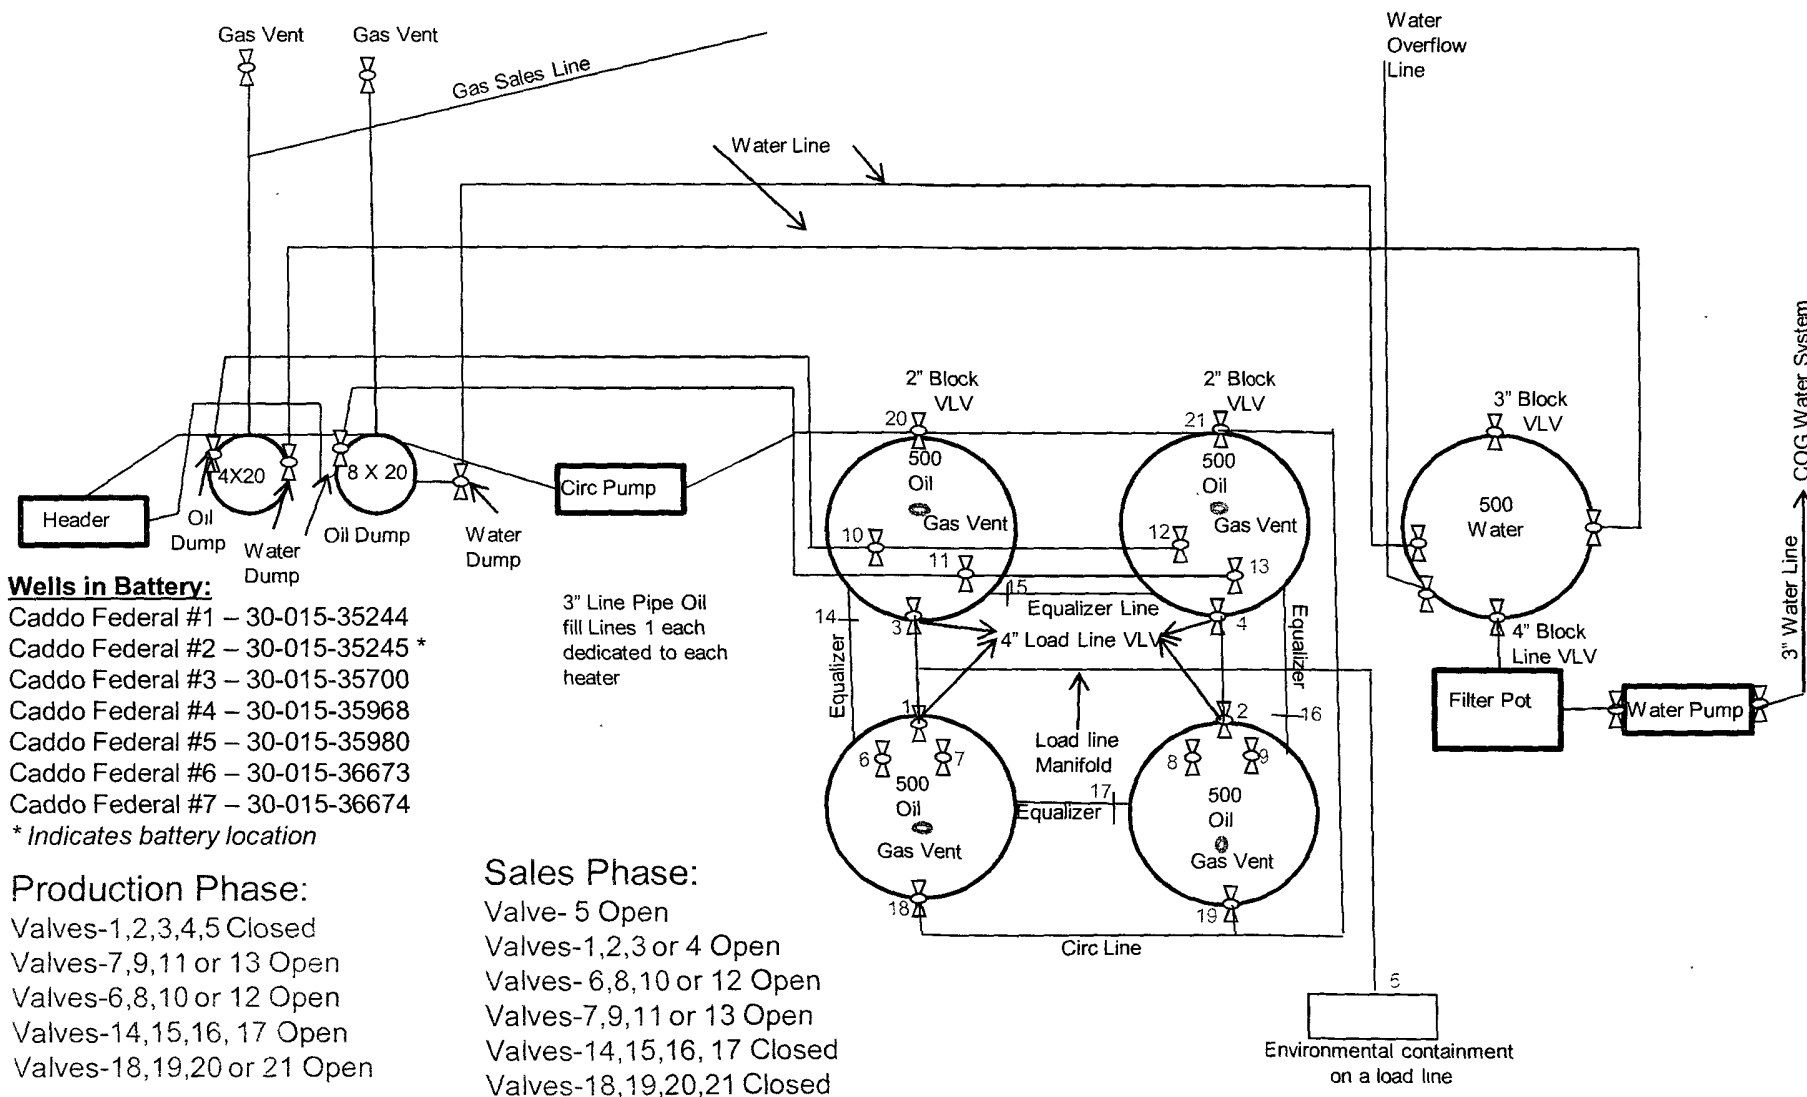 Gas Vent
Gas Vent
Gas Sales Line
Water
Overflow
Line
Water Line
COG Water System
3" Water Line
2" Block
VLV
20
2" Block
VLV
21
3" Block
VLV
4X20
8 X 20
Header
Oil
Dump
Water
Dump
Oil Dump
Water
Dump
Circ Pump
500
Oil
Gas Vent
10
11
500
Oil
Gas Vent
12
13
500
Water
15
Equalizer Line
14
3
4
Equalizer
Equalizer
4" Load Line VLV
4" Block
Line VLV
3" Line Pipe Oil
fill Lines 1 each
dedicated to each
heater
Filter Pot
Water Pump
1
2
16
Load line
Manifold
6
7
500
Oil
Gas Vent
8
9
500
Oil
Gas Vent
17
Equalizer
18
19
Circ Line
5
Environmental containment
on a load line
Wells in Battery:
Caddo Federal #1 – 30-015-35244
Caddo Federal #2 – 30-015-35245 *
Caddo Federal #3 – 30-015-35700
Caddo Federal #4 – 30-015-35968
Caddo Federal #5 – 30-015-35980
Caddo Federal #6 – 30-015-36673
Caddo Federal #7 – 30-015-36674
* Indicates battery location
Production Phase:
Valves-1,2,3,4,5 Closed
Valves-7,9,11 or 13 Open
Valves-6,8,10 or 12 Open
Valves-14,15,16, 17 Open
Valves-18,19,20 or 21 Open
Sales Phase:
Valve- 5 Open
Valves-1,2,3 or 4 Open
Valves- 6,8,10 or 12 Open
Valves-7,9,11 or 13 Open
Valves-14,15,16, 17 Closed
Valves-18,19,20,21 Closed